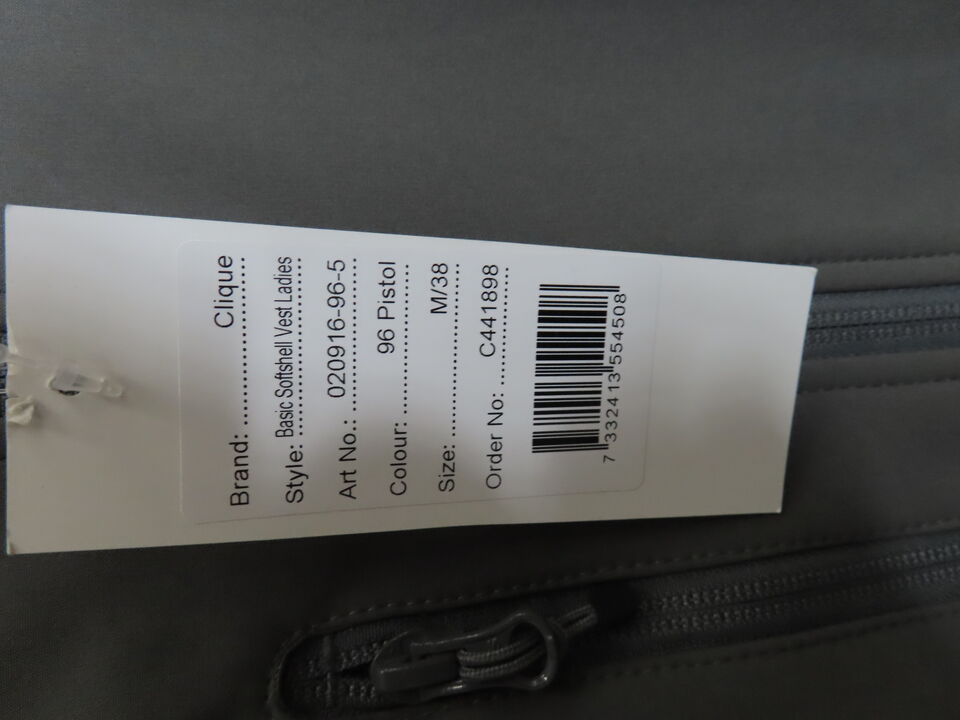 Brand: ........................ Clique
Style: Basic Softshell Vest Ladies
Art No.: 020916-96-5
Colour: ............ 96 Pistol
Size: ........................ M/38
Order No: ..... C441898
7 332413 554508